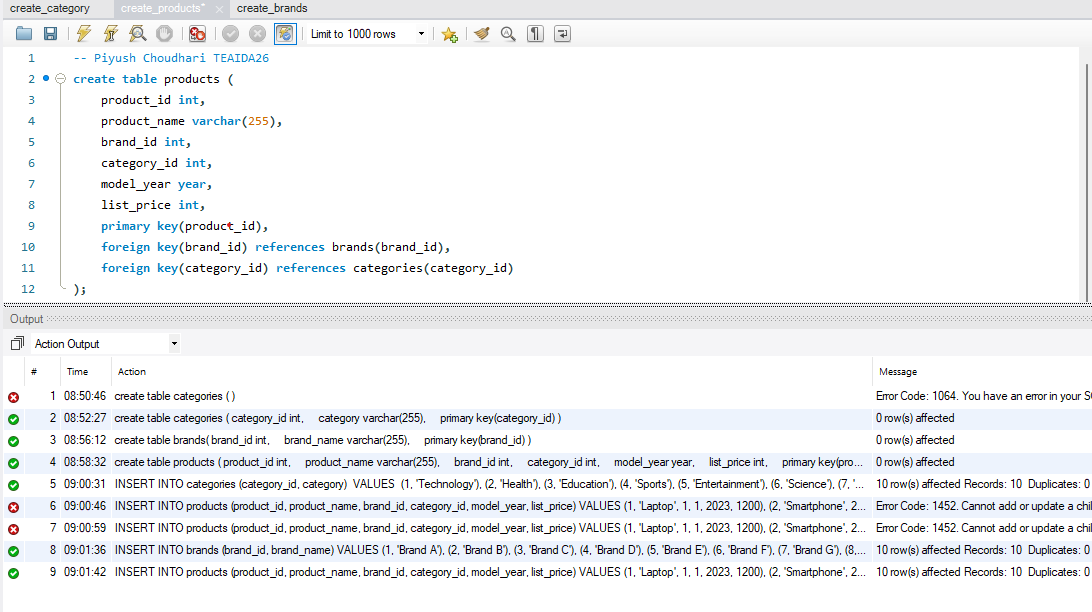 create_category create_products* create_brands
Limit to 1000 rows
1 -- Piyush Choudhari TEAIDA26
2 create table products (
3 product_id int,
4 product_name varchar(255),
5 brand_id int,
6 category_id int,
7 model_year year,
8 list_price int,
9 primary key(product_id),
10 foreign key(brand_id) references brands(brand_id),
11 foreign key(category_id) references categories(category_id)
12 );
Output
Action Output
# Time Action Message
1 08:50:46 create table categories ( ) Error Code: 1064. You have an error in your S
2 08:52:27 create table categories ( category_id int, category varchar(255), primary key(category_id) ) 0 row(s) affected
3 08:56:12 create table brands( brand_id int, brand_name varchar(255), primary key(brand_id) ) 0 row(s) affected
4 08:58:32 create table products ( product_id int, product_name varchar(255), brand_id int, category_id int, model_year year, list_price int, primary key(pro... 0 row(s) affected
5 09:00:31 INSERT INTO categories (category_id, category) VALUES (1, 'Technology'), (2, 'Health'), (3, 'Education'), (4, 'Sports'), (5, 'Entertainment'), (6, 'Science'), (7, '... 10 row(s) affected Records: 10 Duplicates: 0
6 09:00:46 INSERT INTO products (product_id, product_name, brand_id, category_id, model_year, list_price) VALUES (1, 'Laptop', 1, 1, 2023, 1200), (2, 'Smartphone', 2... Error Code: 1452. Cannot add or update a chil
7 09:00:59 INSERT INTO products (product_id, product_name, brand_id, category_id, model_year, list_price) VALUES (1, 'Laptop', 1, 1, 2023, 1200), (2, 'Smartphone', 2... Error Code: 1452. Cannot add or update a chil
8 09:01:36 INSERT INTO brands (brand_id, brand_name) VALUES (1, 'Brand A'), (2, 'Brand B'), (3, 'Brand C'), (4, 'Brand D'), (5, 'Brand E'), (6, 'Brand F'), (7, 'Brand G'), (8,... 10 row(s) affected Records: 10 Duplicates: 0
9 09:01:42 INSERT INTO products (product_id, product_name, brand_id, category_id, model_year, list_price) VALUES (1, 'Laptop', 1, 1, 2023, 1200), (2, 'Smartphone', 2... 10 row(s) affected Records: 10 Duplicates: 0